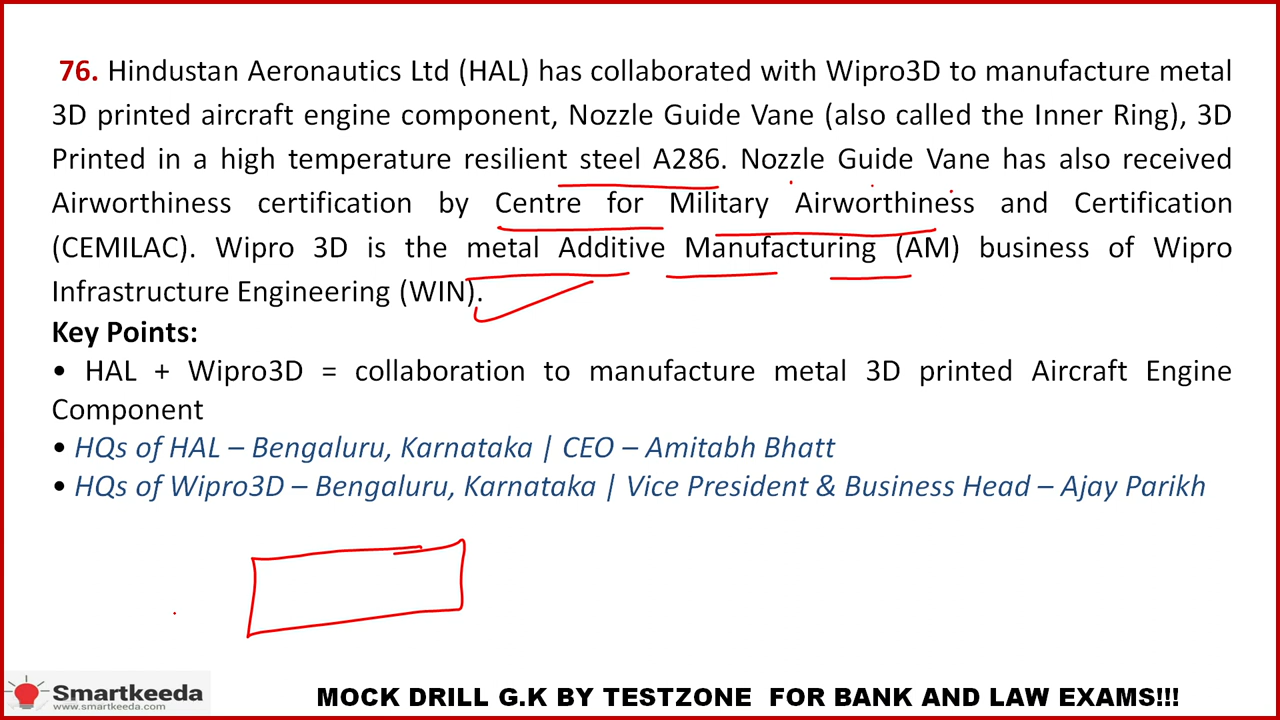 76. Hindustan Aeronautics Ltd (HAL) has collaborated with Wipro3D to manufacture metal
3D printed aircraft engine component, Nozzle Guide Vane (also called the Inner Ring), 3D
Printed in a high temperature resilient steel A286. Nozzle Guide Vane has also received
Airworthiness certification by Centre for Military Airworthiness and Certification
(CEMILAC). Wipro 3D is the metal Additive Manufacturing (AM) business of Wipro
Infrastructure Engineering (WIN).
Key Points:
• HAL + Wipro3D = collaboration to manufacture metal 3D printed Aircraft Engine
Component
• HQs of HAL – Bengaluru, Karnataka | CEO – Amitabh Bhatt
• HQs of Wipro3D – Bengaluru, Karnataka | Vice President & Business Head – Ajay Parikh
Smartkeeda
www.smartkeeda.com
MOCK DRILL G.K BY TESTZONE FOR BANK AND LAW EXAMS!!!